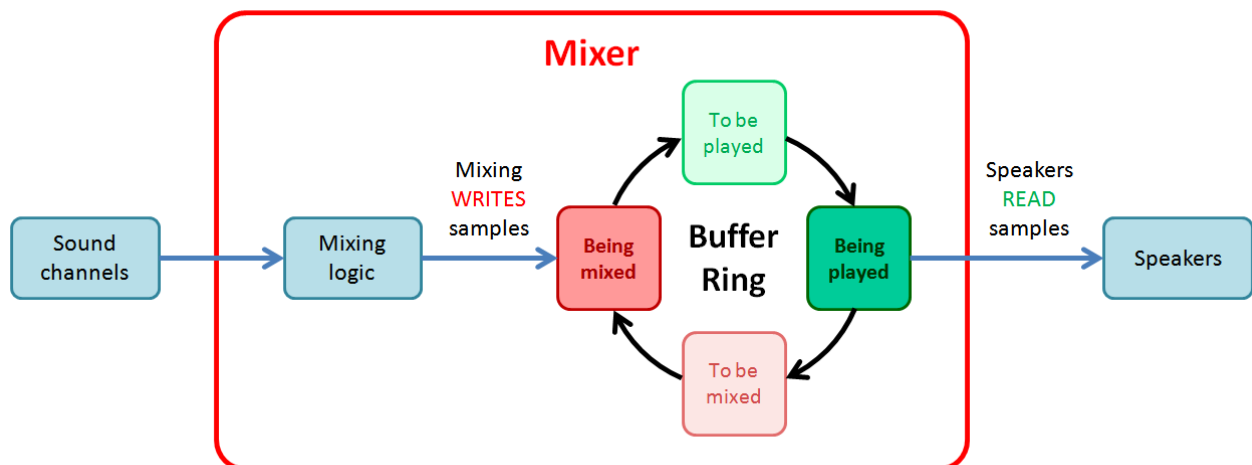 Mixer
To be
played
Mixing
WRITES
samples
Speakers
READ
samples
Sound
channels
Mixing
logic
Being
mixed
Buffer
Ring
Being
played
Speakers
To be
mixed